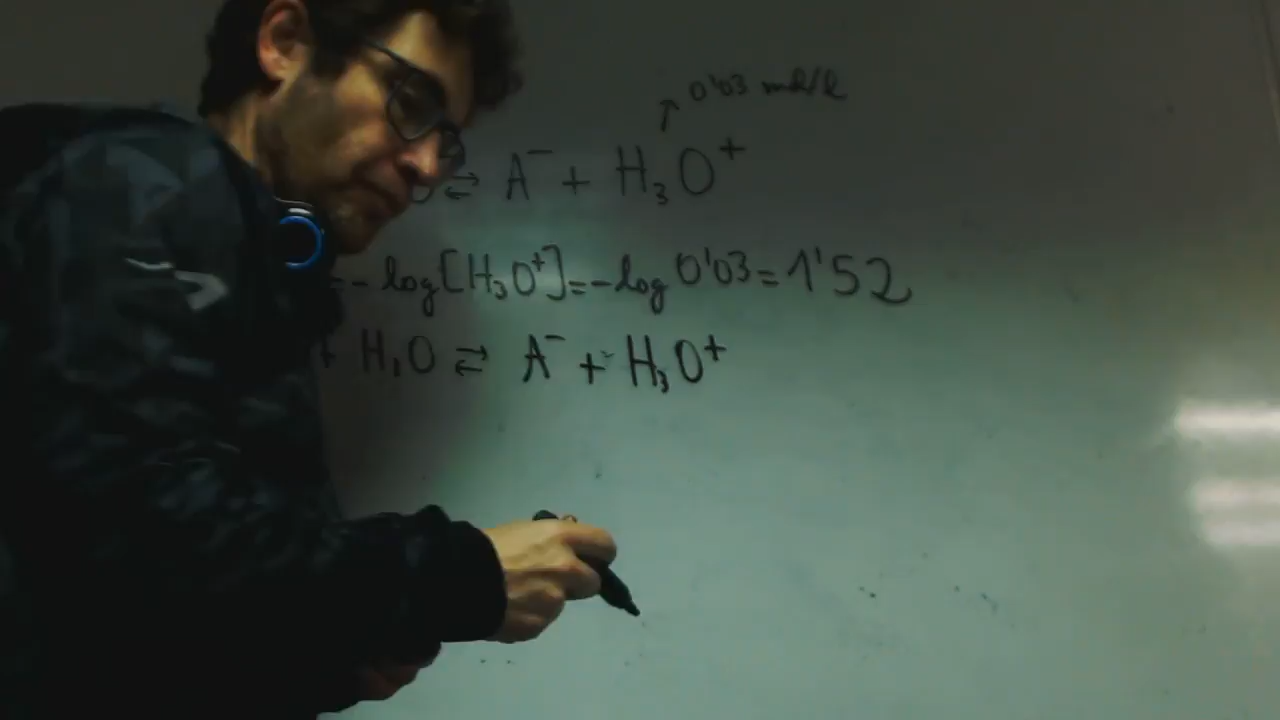 0'03 mol/l
O ⇄ A⁻ + H₃O⁺
= - log[H₃O⁺] = - log 0'03 = 1'52
+ H₂O ⇄ A⁻ + H₃O⁺